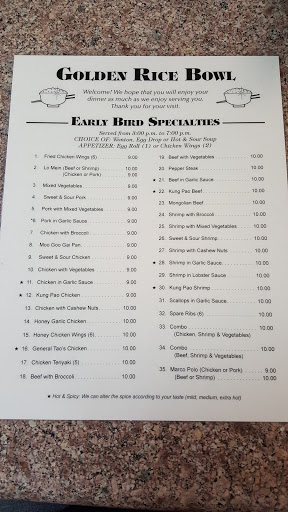 GOLDEN RICE BOWL
Welcome! We hope that you will enjoy your
dinner as much as we enjoy serving you.
Thank you for your visit.
EARLY BIRD SPECIALTIES
Served from 3:00 p.m. to 7:00 p.m.
CHOICE OF: Wonton, Egg Drop or Hot & Sour Soup
APPETIZER: Egg Roll (1) or Chicken Wings (2)
1. Fried Chicken Wings (5) 9.00
2. Lo Mein (Beef or Shrimp) 10.00
(Chicken or Pork) 9.00
3. Mixed Vegetables 9.00
4. Sweet & Sour Pork 9.00
5. Pork with Mixed Vegetables 9.00
*6. Pork in Garlic Sauce 9.00
7. Chicken with Broccoli 9.00
8. Moo Goo Gai Pan 9.00
9. Sweet & Sour Chicken 9.00
10. Chicken with Vegetables 9.00
★ 11. Chicken in Garlic Sauce 9.00
★ 12. Kung Pao Chicken 9.00
13. Chicken with Cashew Nuts 9.00
14. Honey Garlic Chicken 10.00
15. Honey Chicken Wings (6) 10.00
★ 16. General Tao's Chicken 10.00
17. Chicken Teriyaki (5) 10.00
18. Beef with Broccoli 10.00
19. Beef with Vegetables 10.00
20. Pepper Steak 10.00
★ 21. Beef in Garlic Sauce 10.00
★ 22. Kung Pao Beef 10.00
23. Mongolian Beef 10.00
24. Shrimp with Broccoli 10.00
25. Shrimp with Mixed Vegetables 10.00
26. Sweet & Sour Shrimp 10.00
27. Shrimp with Cashew Nuts 10.00
★ 28. Shrimp in Garlic Sauce 10.00
29. Shrimp in Lobster Sauce 10.00
★ 30. Kung Pao Shrimp 10.00
31. Scallops in Garlic Sauce 10.00
32. Spare Ribs (6) 10.00
33. Combo 10.00
(Chicken, Shrimp & Vegetables)
34. Combo 10.00
(Beef, Shrimp & Vegetables)
35. Marco Polo (Chicken or Pork) 9.00
(Beef or Shrimp) 10.00
★ Hot & Spicy: We can alter the spice according to your taste (mild, medium, extra hot)